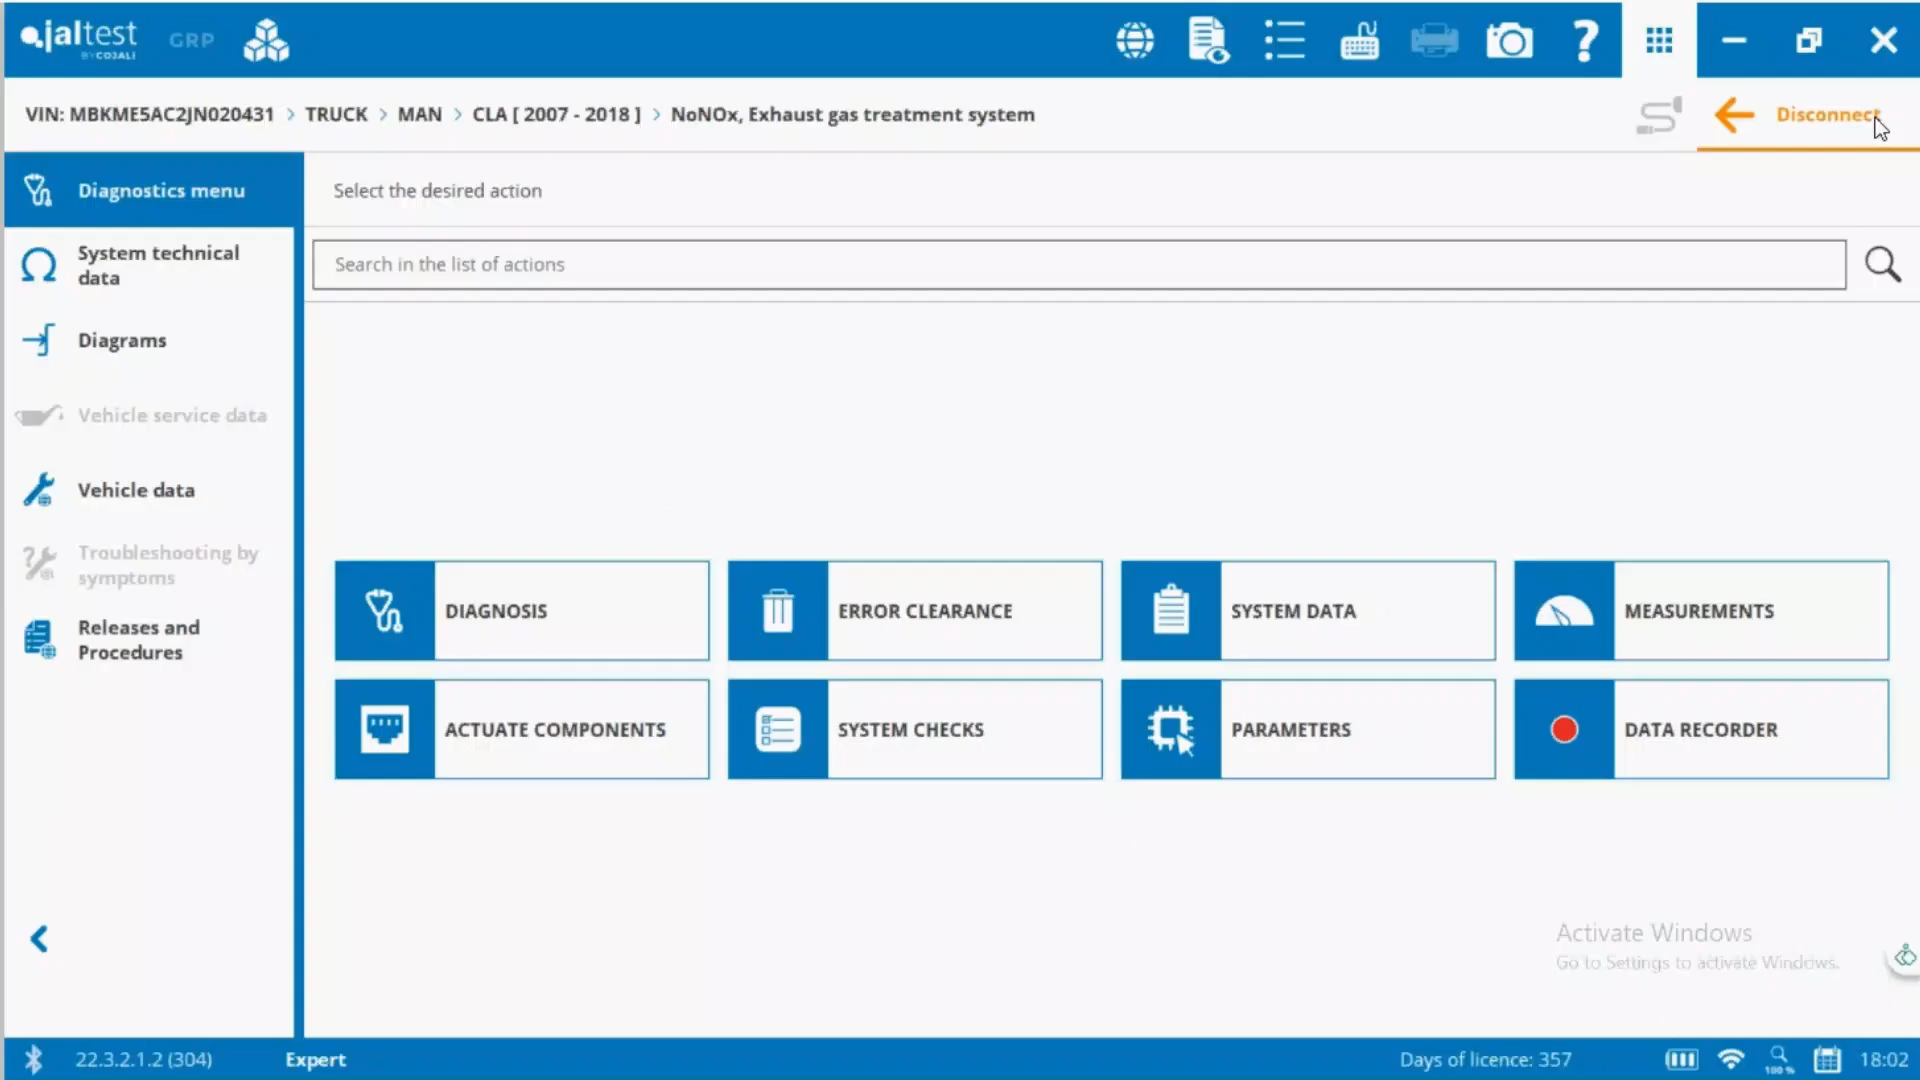 jaltest
BY COJALI
GRP
VIN: MBKME5AC2JN020431 > TRUCK > MAN > CLA [ 2007 - 2018 ] > NoNOx, Exhaust gas treatment system
Disconnect
Diagnostics menu
Select the desired action
System technical
data
Search in the list of actions
Diagrams
Vehicle service data
Vehicle data
Troubleshooting by
symptoms
Releases and
Procedures
DIAGNOSIS
ERROR CLEARANCE
SYSTEM DATA
MEASUREMENTS
ACTUATE COMPONENTS
SYSTEM CHECKS
PARAMETERS
DATA RECORDER
Activate Windows
Go to Settings to activate Windows.
22.3.2.1.2 (304)
Expert
Days of licence: 357
100 %
18:02